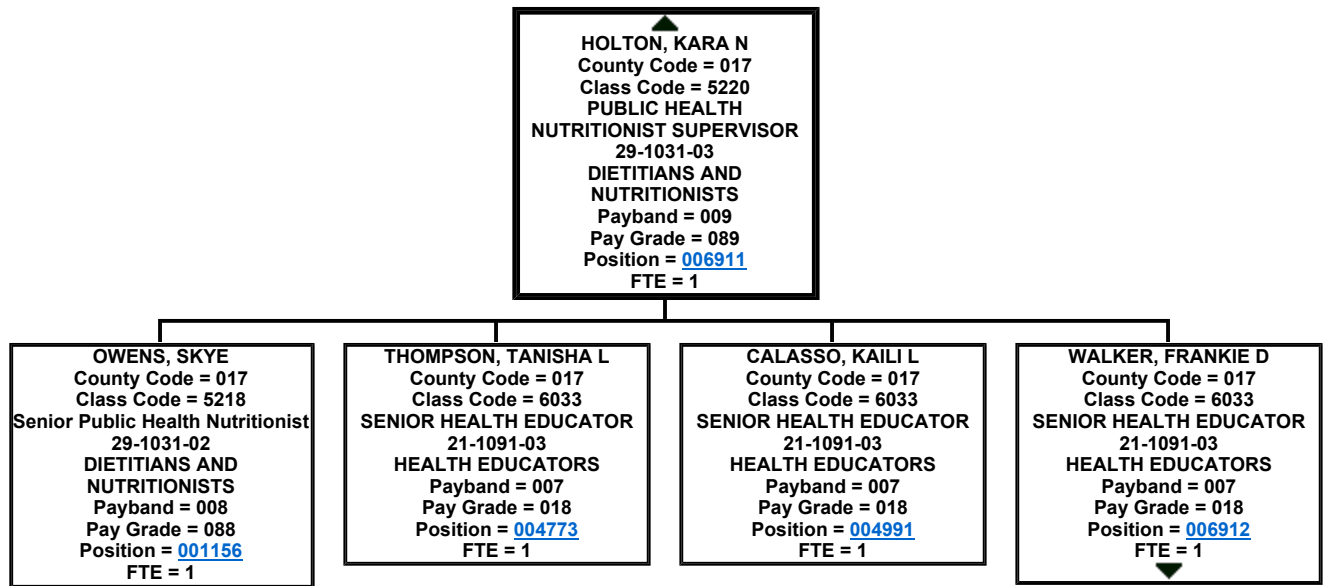 HOLTON, KARA N
County Code = 017
Class Code = 5220
PUBLIC HEALTH
NUTRITIONIST SUPERVISOR
29-1031-03
DIETITIANS AND
NUTRITIONISTS
Payband = 009
Pay Grade = 089
Position = 006911
FTE = 1
OWENS, SKYE
County Code = 017
Class Code = 5218
Senior Public Health Nutritionist
29-1031-02
DIETITIANS AND
NUTRITIONISTS
Payband = 008
Pay Grade = 088
Position = 001156
FTE = 1
THOMPSON, TANISHA L
County Code = 017
Class Code = 6033
SENIOR HEALTH EDUCATOR
21-1091-03
HEALTH EDUCATORS
Payband = 007
Pay Grade = 018
Position = 004773
FTE = 1
CALASSO, KAILI L
County Code = 017
Class Code = 6033
SENIOR HEALTH EDUCATOR
21-1091-03
HEALTH EDUCATORS
Payband = 007
Pay Grade = 018
Position = 004991
FTE = 1
WALKER, FRANKIE D
County Code = 017
Class Code = 6033
SENIOR HEALTH EDUCATOR
21-1091-03
HEALTH EDUCATORS
Payband = 007
Pay Grade = 018
Position = 006912
FTE = 1